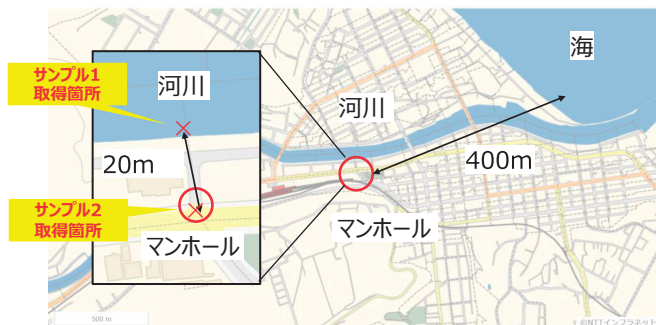 サンプル1
取得箇所
河川
20m
サンプル2
取得箇所
マンホール
河川
海
400m
マンホール
500 m
©NTTインフラネット